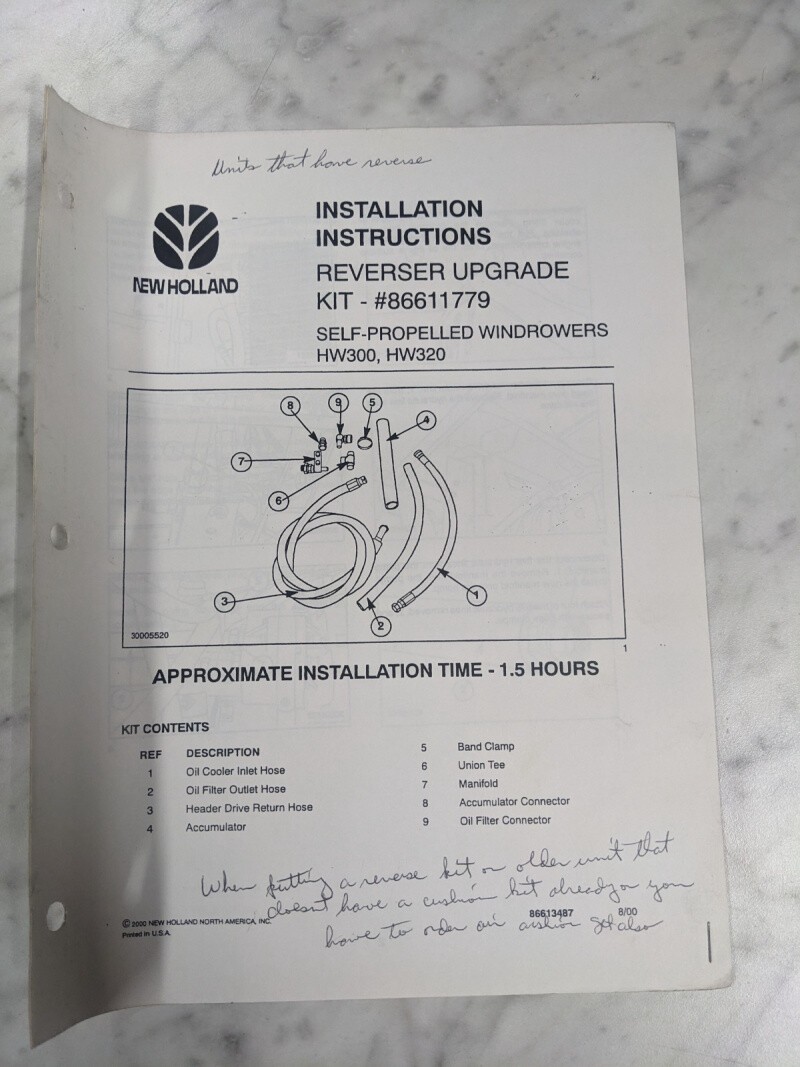 Units that have reverse
NEW HOLLAND
INSTALLATION
INSTRUCTIONS
REVERSER UPGRADE
KIT - #86611779
SELF-PROPELLED WINDROWERS
HW300, HW320
8
9
5
4
7
6
3
2
1
30005520
1
APPROXIMATE INSTALLATION TIME - 1.5 HOURS
KIT CONTENTS
REF DESCRIPTION
1 Oil Cooler Inlet Hose
2 Oil Filter Outlet Hose
3 Header Drive Return Hose
4 Accumulator
5 Band Clamp
6 Union Tee
7 Manifold
8 Accumulator Connector
9 Oil Filter Connector
When putting a reverse kit on older unit that
doesnt have a cushion kit already on you
have to order cushion also
© 2000 NEW HOLLAND NORTH AMERICA, INC.
Printed in U.S.A.
86613487 8/00